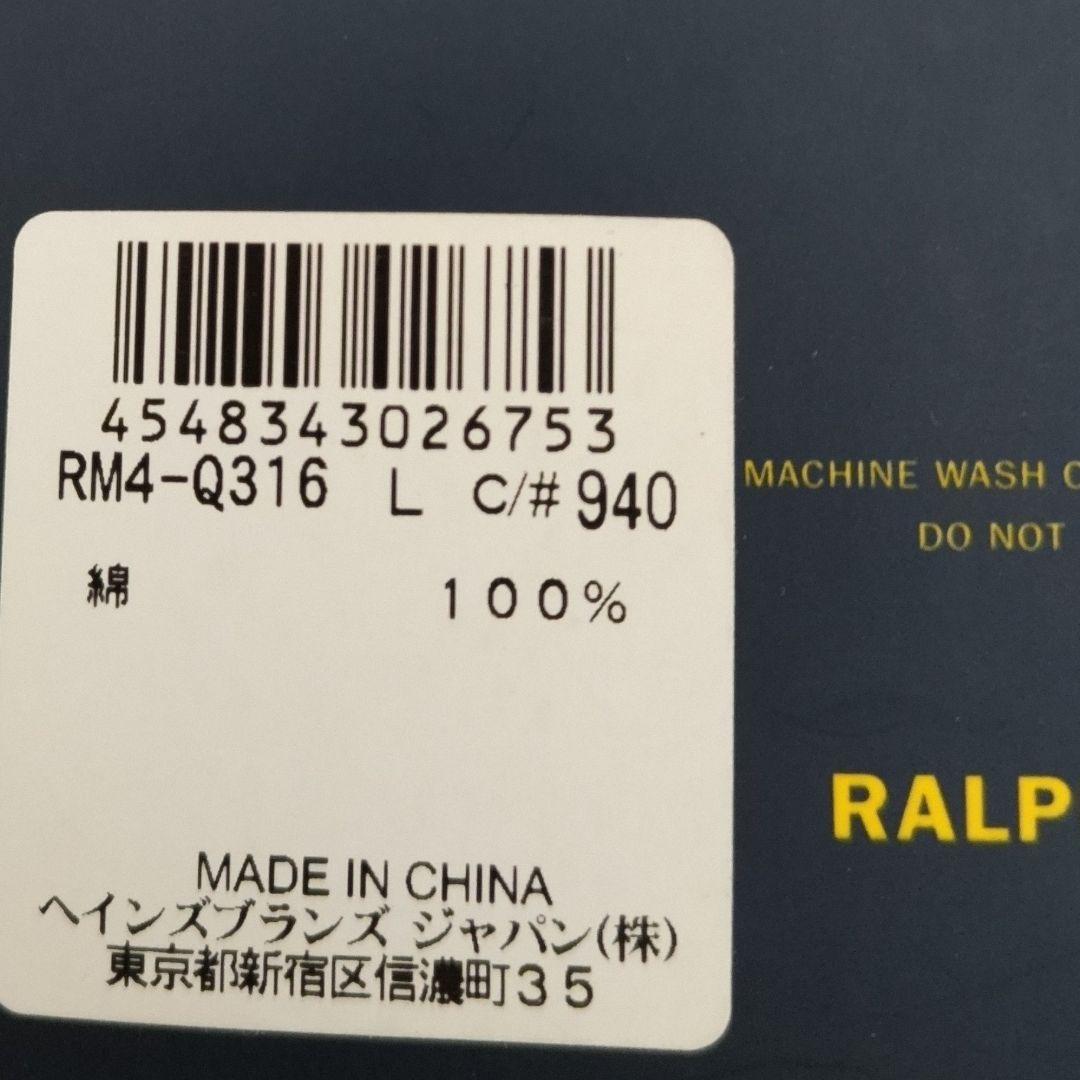 4548343026753
RM4-Q316 L C/# 940
綿 100%
MADE IN CHINA
ヘインズブランズ ジャパン(株)
東京都新宿区信濃町35
MACHINE WASH
DO NOT
RALP